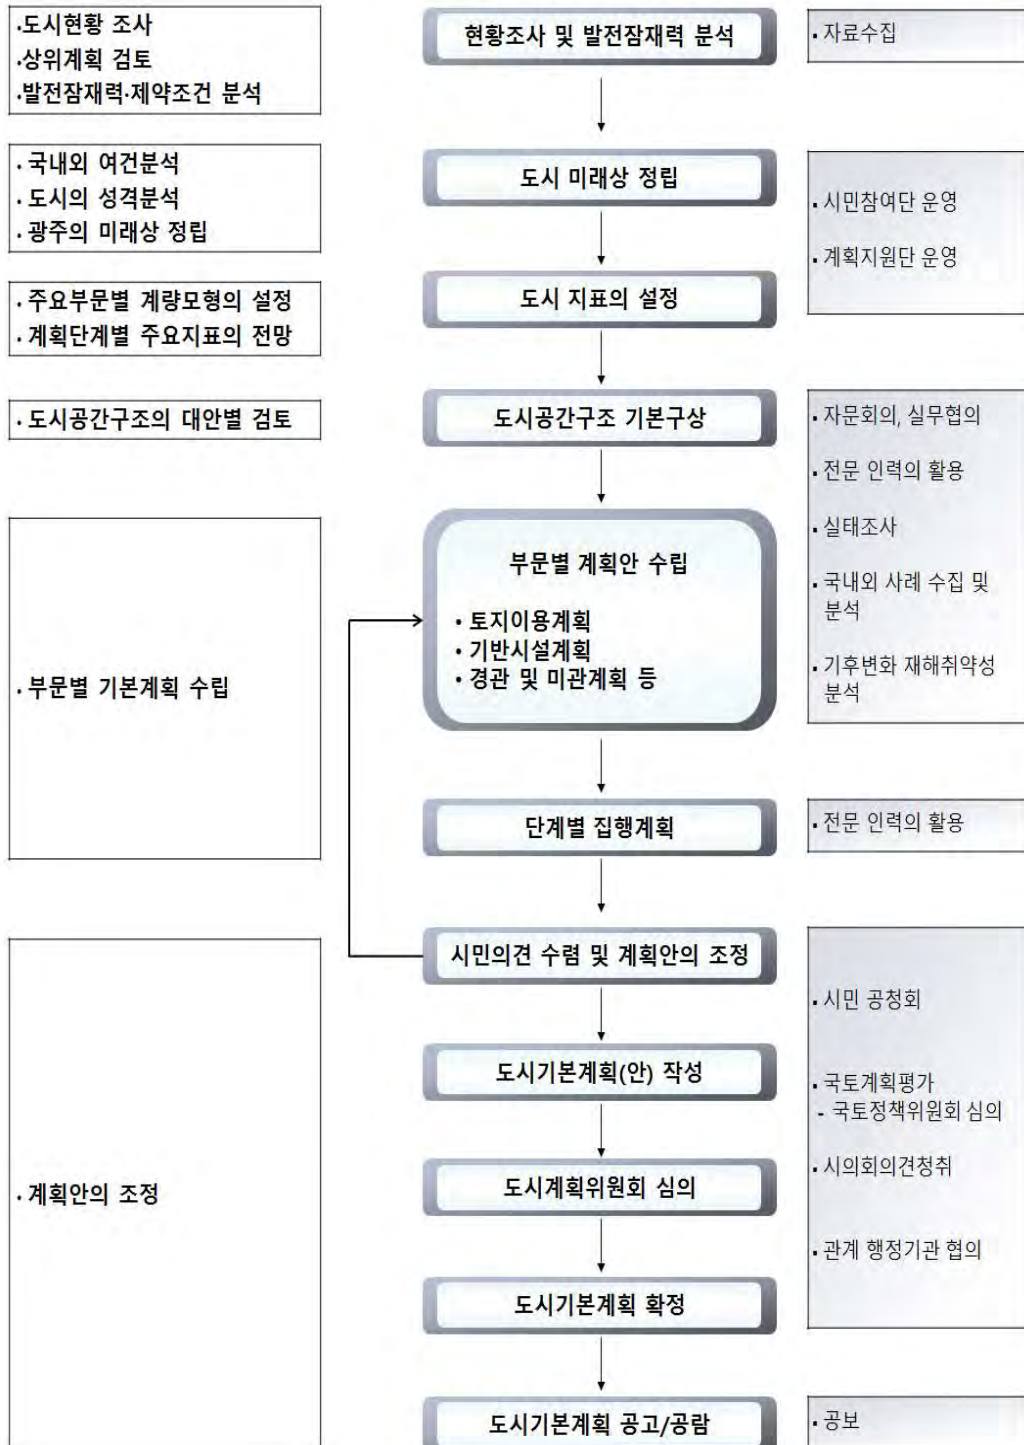 ·도시현황 조사
·상위계획 검토
·발전잠재력·제약조건 분석
현황조사 및 발전잠재력 분석
· 자료수집
· 국내외 여건분석
· 도시의 성격분석
· 광주의 미래상 정립
도시 미래상 정립
· 시민참여단 운영
· 계획지원단 운영
· 주요부문별 계량모형의 설정
· 계획단계별 주요지표의 전망
도시 지표의 설정
· 도시공간구조의 대안별 검토
도시공간구조 기본구상
· 자문회의, 실무협의
· 전문 인력의 활용
· 실태조사
· 국내외 사례 수집 및
분석
· 기후변화 재해취약성
분석
· 부문별 기본계획 수립
부문별 계획안 수립
• 토지이용계획
• 기반시설계획
• 경관 및 미관계획 등
단계별 집행계획
· 전문 인력의 활용
· 계획안의 조정
시민의견 수렴 및 계획안의 조정
도시기본계획(안) 작성
도시계획위원회 심의
도시기본계획 확정
· 시민 공청회
· 국토계획평가
- 국토정책위원회 심의
· 시의회의견청취
· 관계 행정기관 협의
도시기본계획 공고/공람
· 공보